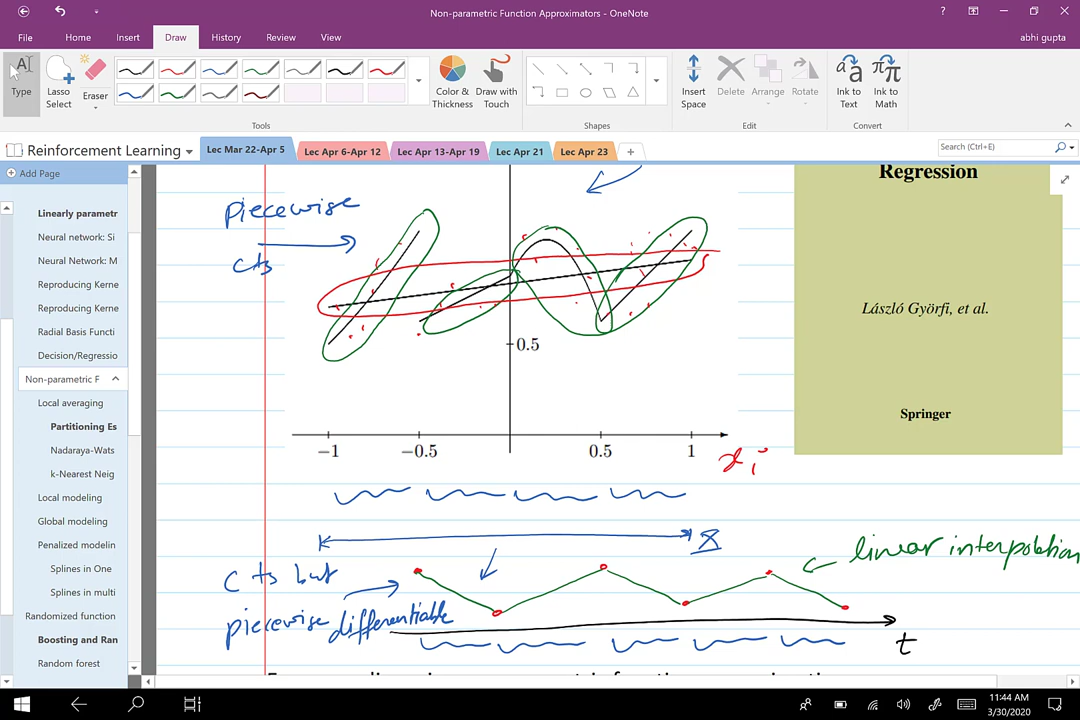 Non-parametric Function Approximators - OneNote
File Home Insert Draw History Review View
abhi gupta
Type
Lasso Select
Eraser
Color & Thickness
Draw with Touch
Insert Space
Delete
Arrange
Rotate
Ink to Text
Ink to Math
Tools
Shapes
Edit
Convert
Reinforcement Learning
Lec Mar 22-Apr 5
Lec Apr 6-Apr 12
Lec Apr 13-Apr 19
Lec Apr 21
Lec Apr 23
Search (Ctrl+E)
Add Page
Linearly parametr
Neural network: Si
Neural Network: M
Reproducing Kerne
Reproducing Kerne
Radial Basis Functi
Decision/Regressio
Non-parametric F
Local averaging
Partitioning Es
Nadaraya-Wats
k-Nearest Neig
Local modeling
Global modeling
Penalized modelin
Splines in One
Splines in multi
Randomized function
Boosting and Ran
Random forest
piecewise
cts
0.5
-1 -0.5 0.5 1
x i
Regression
László Györfi, et al.
Springer
linear interpolation
cts but
piecewise differentiable
t
11:44 AM
3/30/2020